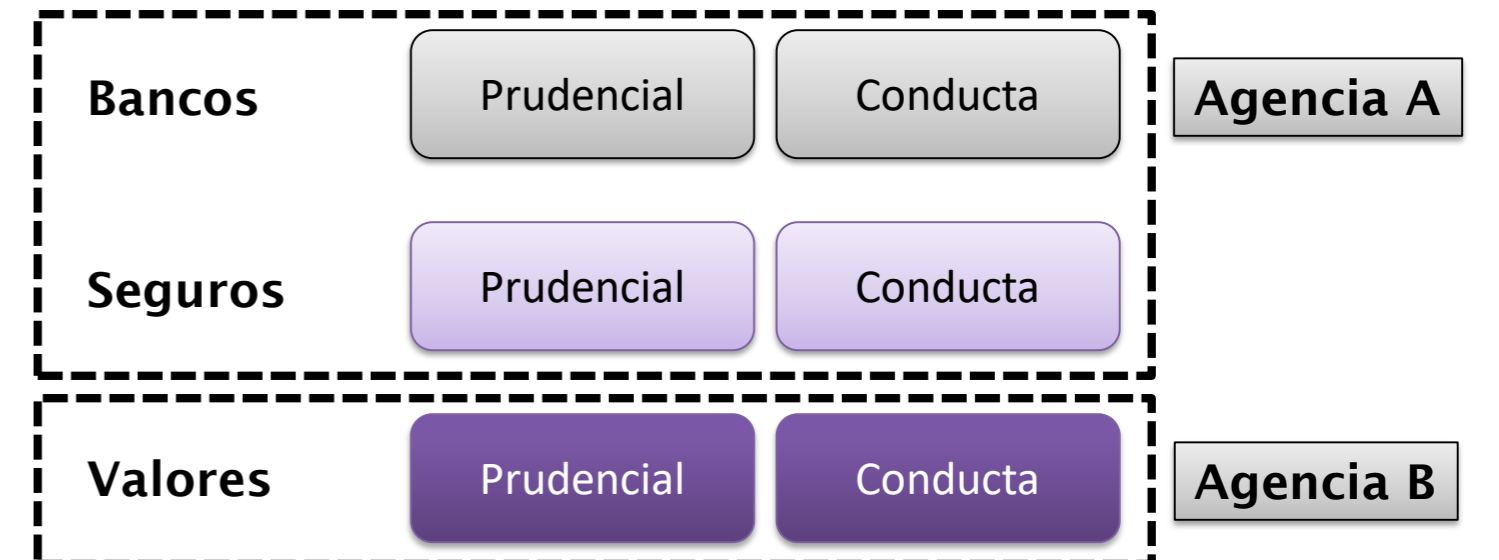 Bancos Prudencial Conducta Agencia A
Seguros Prudencial Conducta
Valores Prudencial Conducta Agencia B